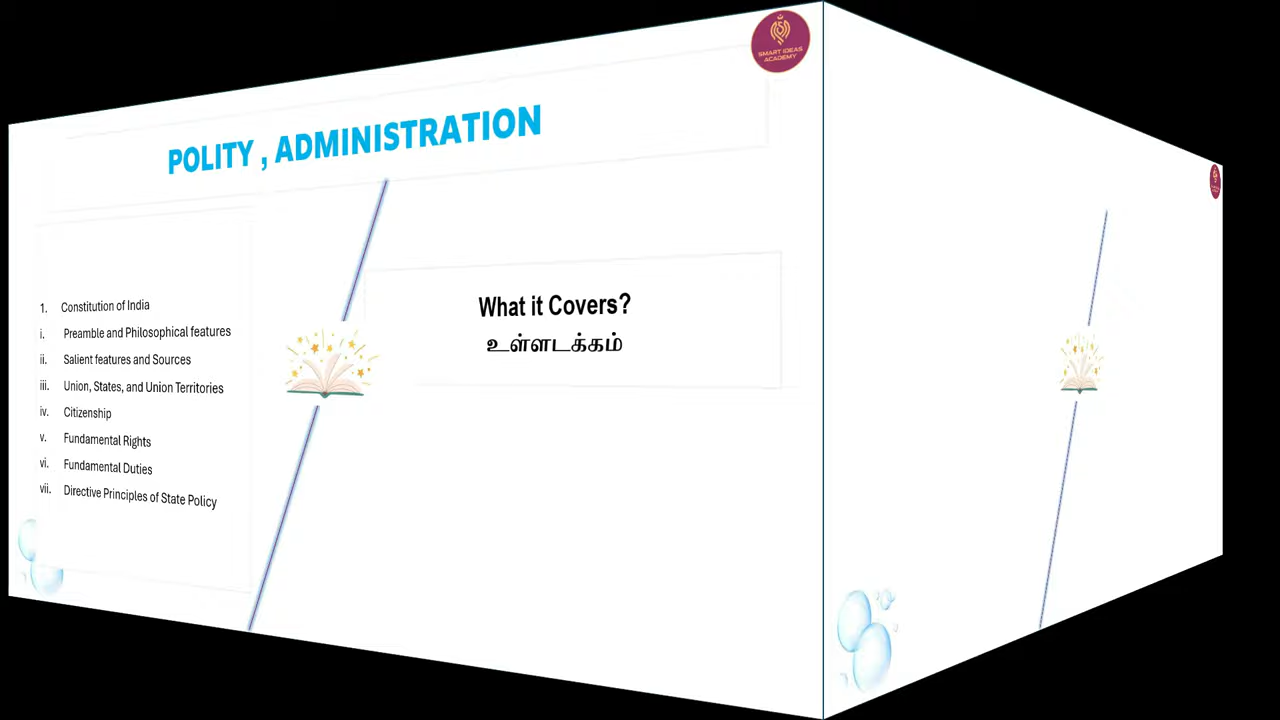 SMART IDEAS
ACADEMY
POLITY , ADMINISTRATION
1. Constitution of India
i. Preamble and Philosophical features
ii. Salient features and Sources
iii. Union, States, and Union Territories
iv. Citizenship
v. Fundamental Rights
vi. Fundamental Duties
vii. Directive Principles of State Policy
What it Covers?
உள்ளடக்கம்